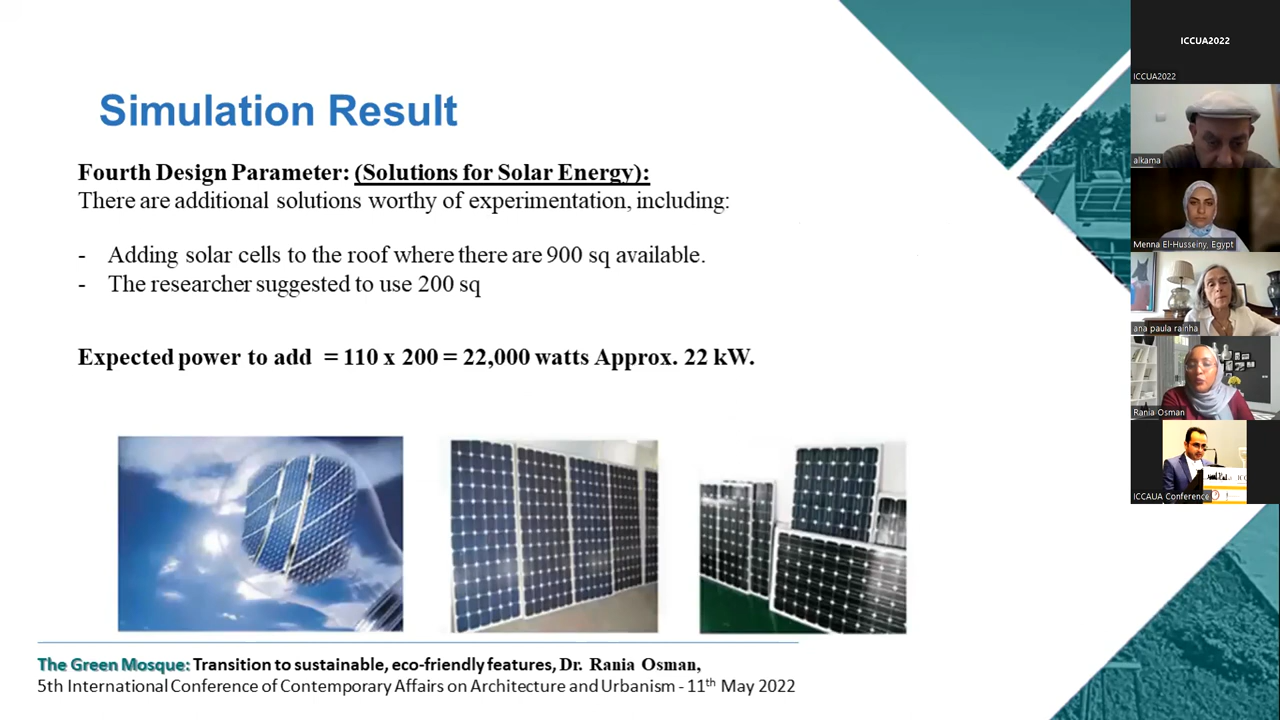 Simulation Result
Fourth Design Parameter: (Solutions for Solar Energy):
There are additional solutions worthy of experimentation, including:
- Adding solar cells to the roof where there are 900 sq available.
- The researcher suggested to use 200 sq
Expected power to add = 110 x 200 = 22,000 watts Approx. 22 kW.
The Green Mosque: Transition to sustainable, eco-friendly features, Dr. Rania Osman,
5th International Conference of Contemporary Affairs on Architecture and Urbanism - 11th May 2022
ICCUA2022
ICCUA2022
alkama
Menna El-Husseiny, Egypt
ana paula rainha
Rania Osman
ICCAUA Conference